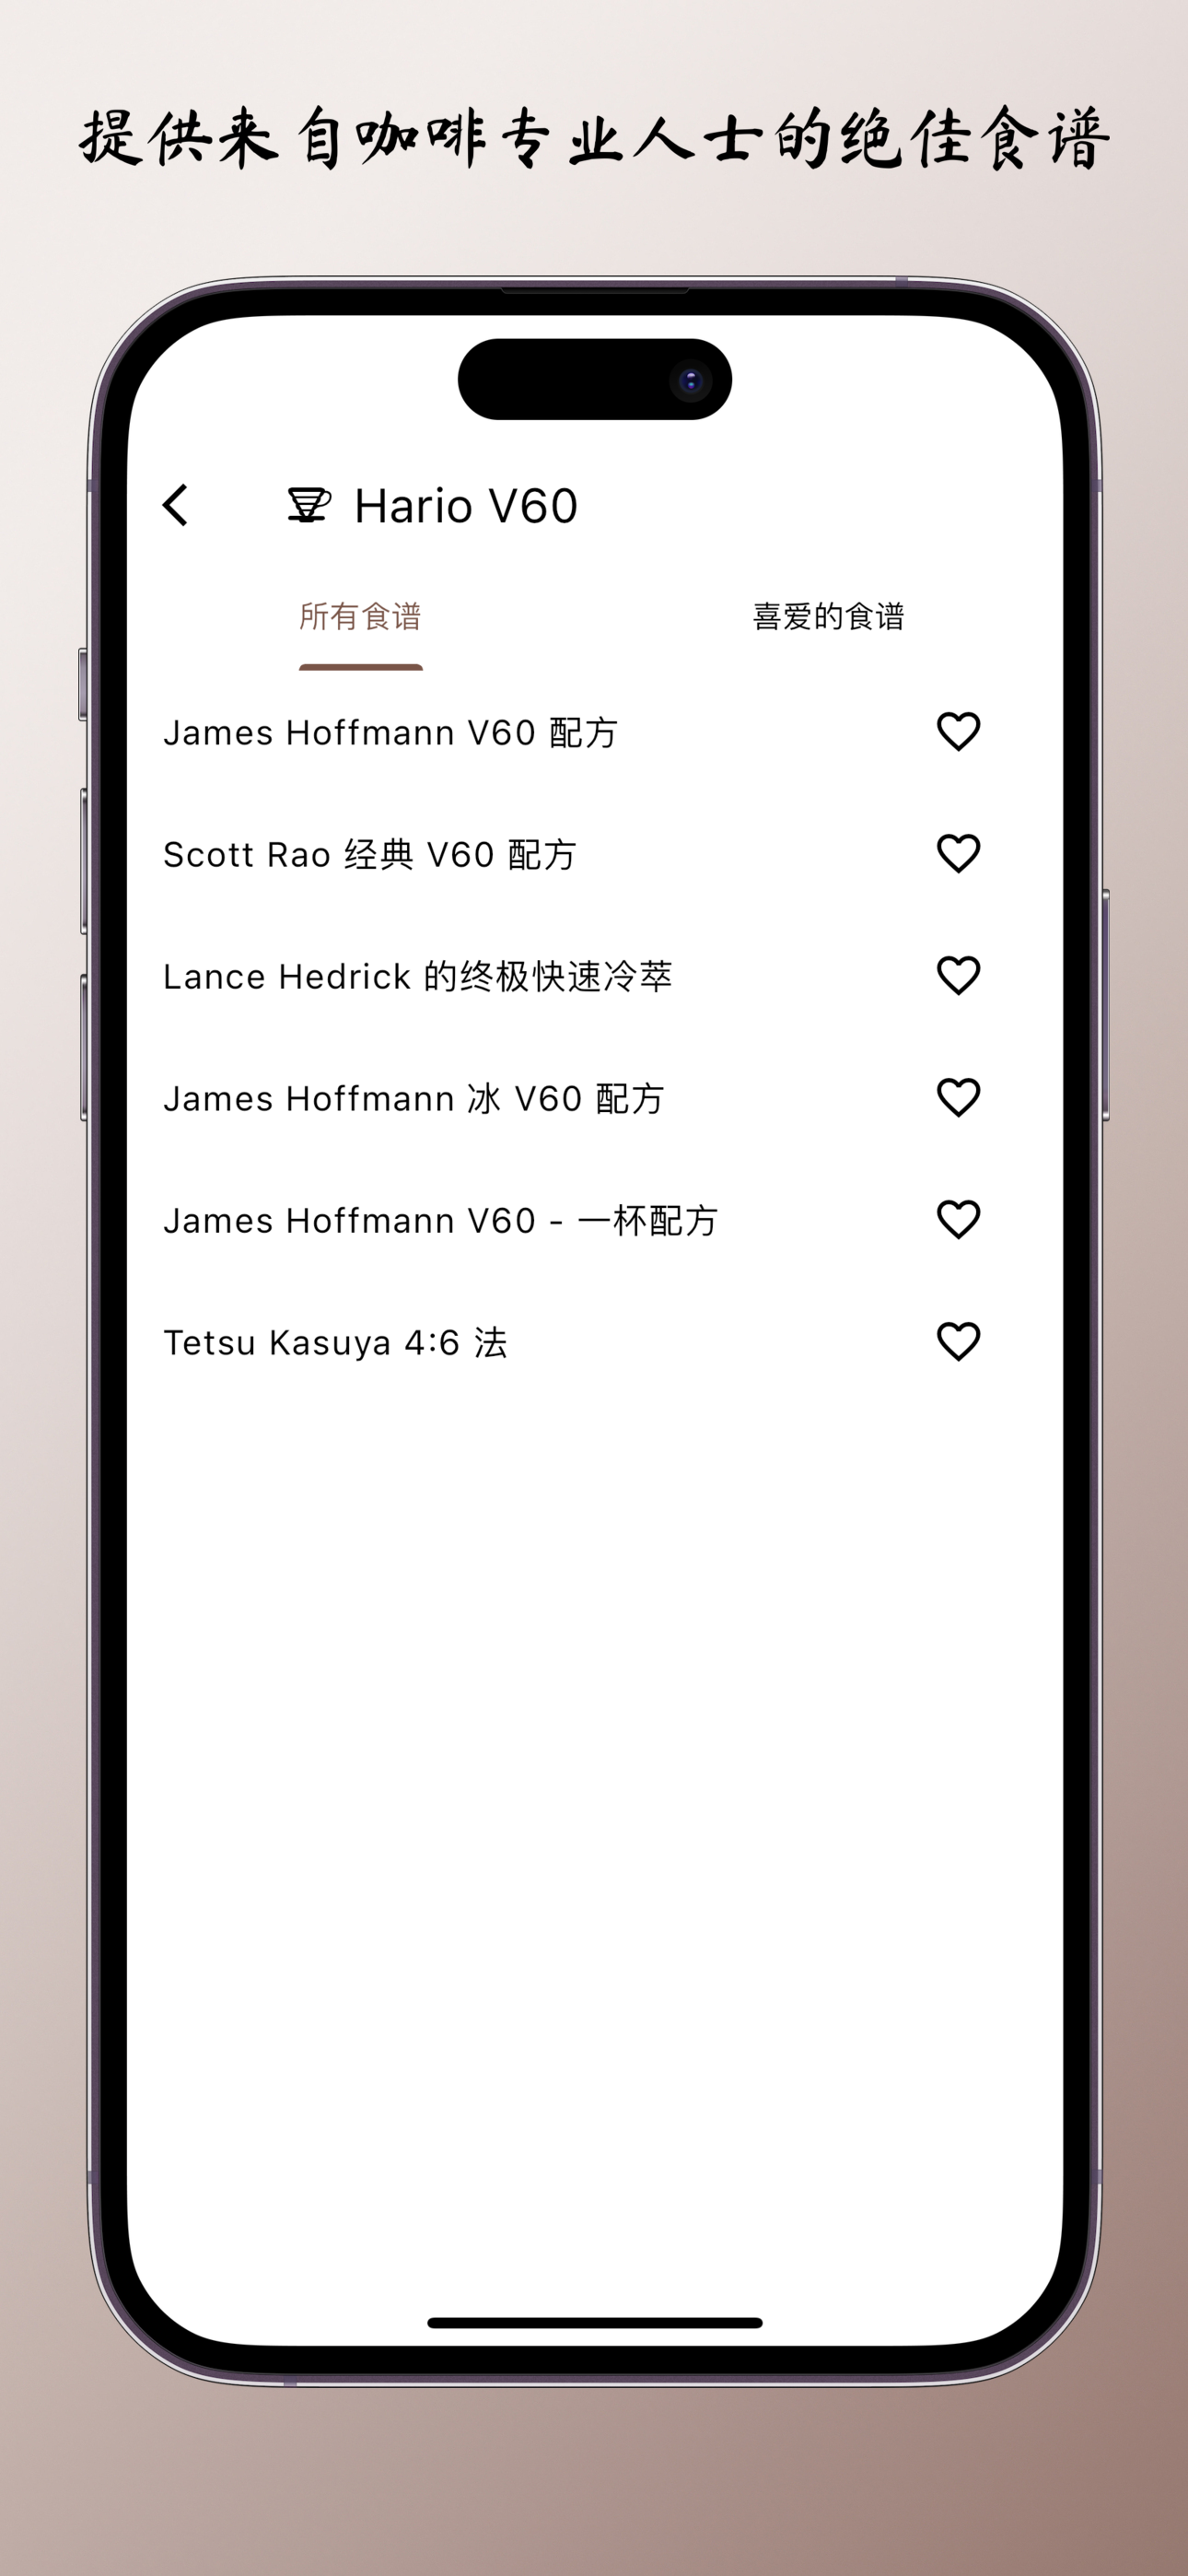 提供来自咖啡专业人士的绝佳食谱
Hario V60
所有食谱
喜爱的食谱
James Hoffmann V60 配方
Scott Rao 经典 V60 配方
Lance Hedrick 的终极快速冷萃
James Hoffmann 冰 V60 配方
James Hoffmann V60 - 一杯配方
Tetsu Kasuya 4:6 法